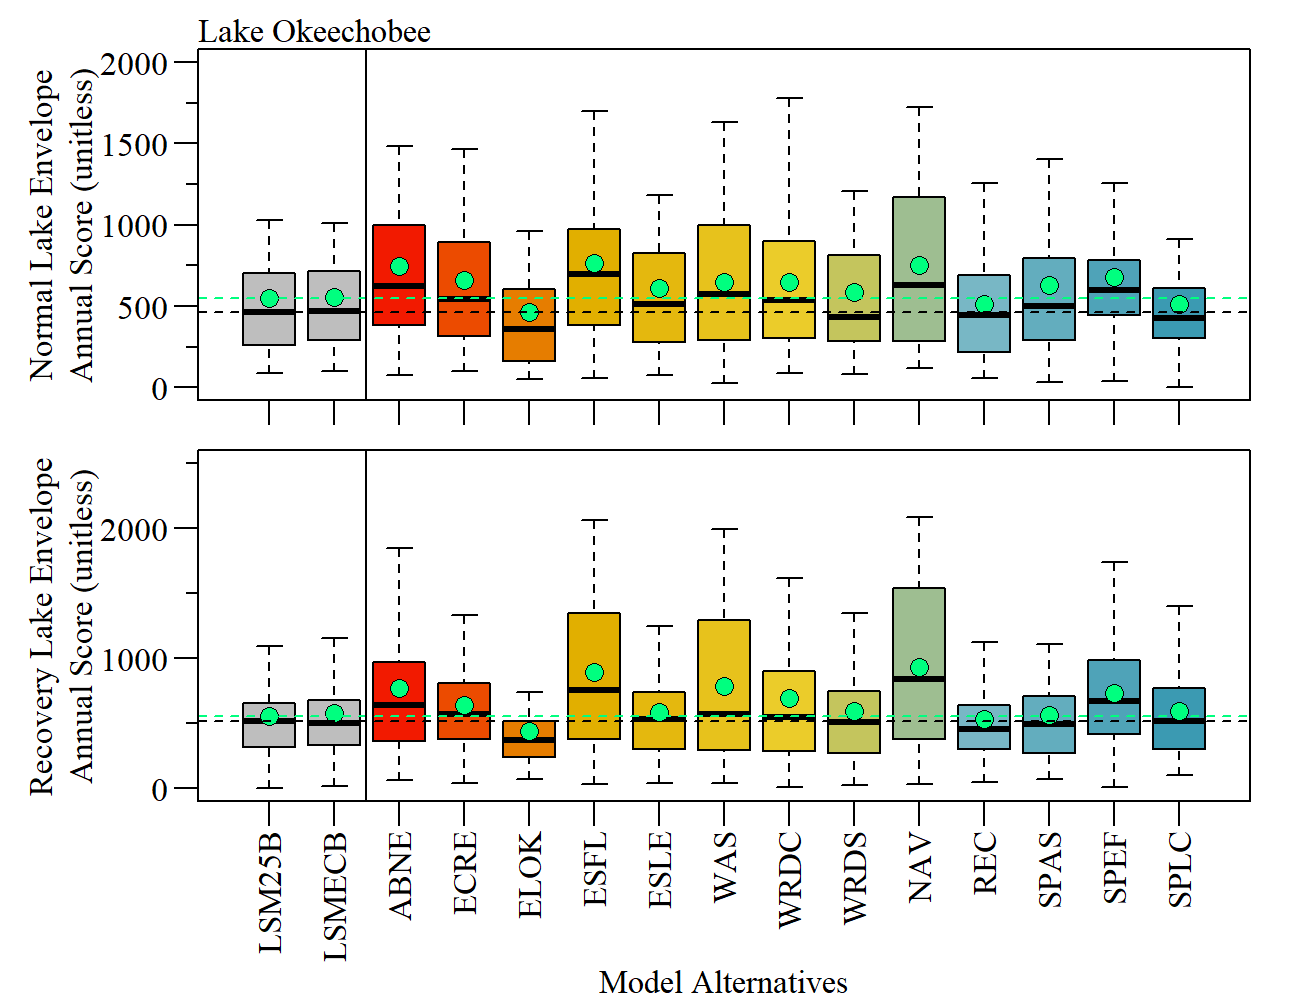 Lake Okeechobee
Normal Lake Envelope
Annual Score (unitless)
2000
1500
1000
500
0
Recovery Lake Envelope
Annual Score (unitless)
2000
1000
0
LSM25B
LSMECB
ABNE
ECRE
ELOK
ESFL
ESLE
WAS
WRDC
WRDS
NAV
REC
SPAS
SPEF
SPLC
Model Alternatives